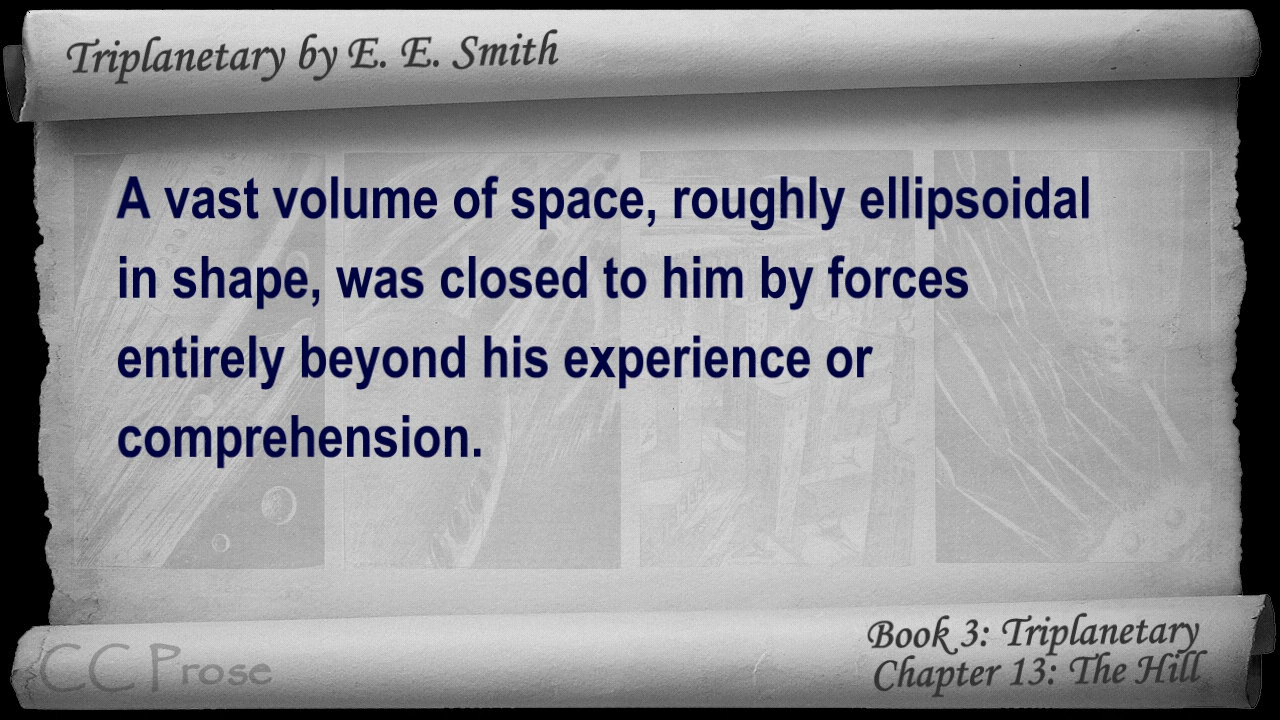 Triplanetary by E. E. Smith
A vast volume of space, roughly ellipsoidal
in shape, was closed to him by forces
entirely beyond his experience or
comprehension.
Book 3: Triplanetary
Chapter 13: The Hill
CC Prose